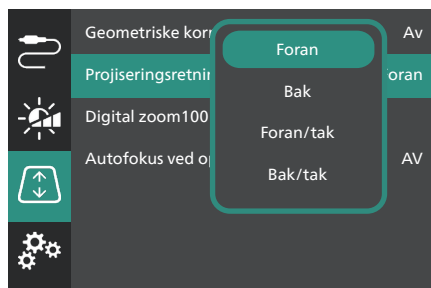 Geometriske korr Av
Projiseringsretnin oran
Digital zoom100
Autofokus ved op AV
Foran
Bak
Foran/tak
Bak/tak